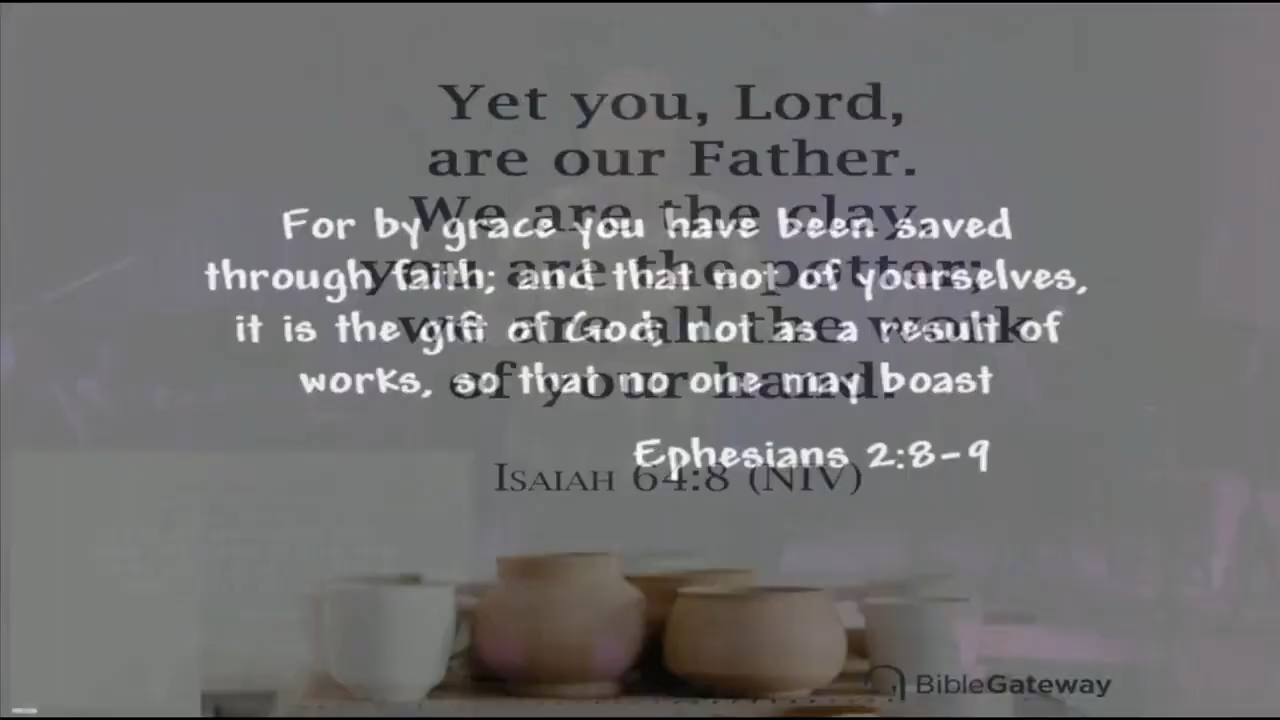 Yet you, Lord,
are our Father.
We are the clay,
you are the potter;
we are all the work
of your hand.
Isaiah 64:8 (NIV)
For by grace you have been saved
through faith; and that not of yourselves,
it is the gift of God; not as a result of
works, so that no one may boast
Ephesians 2:8-9
BibleGateway